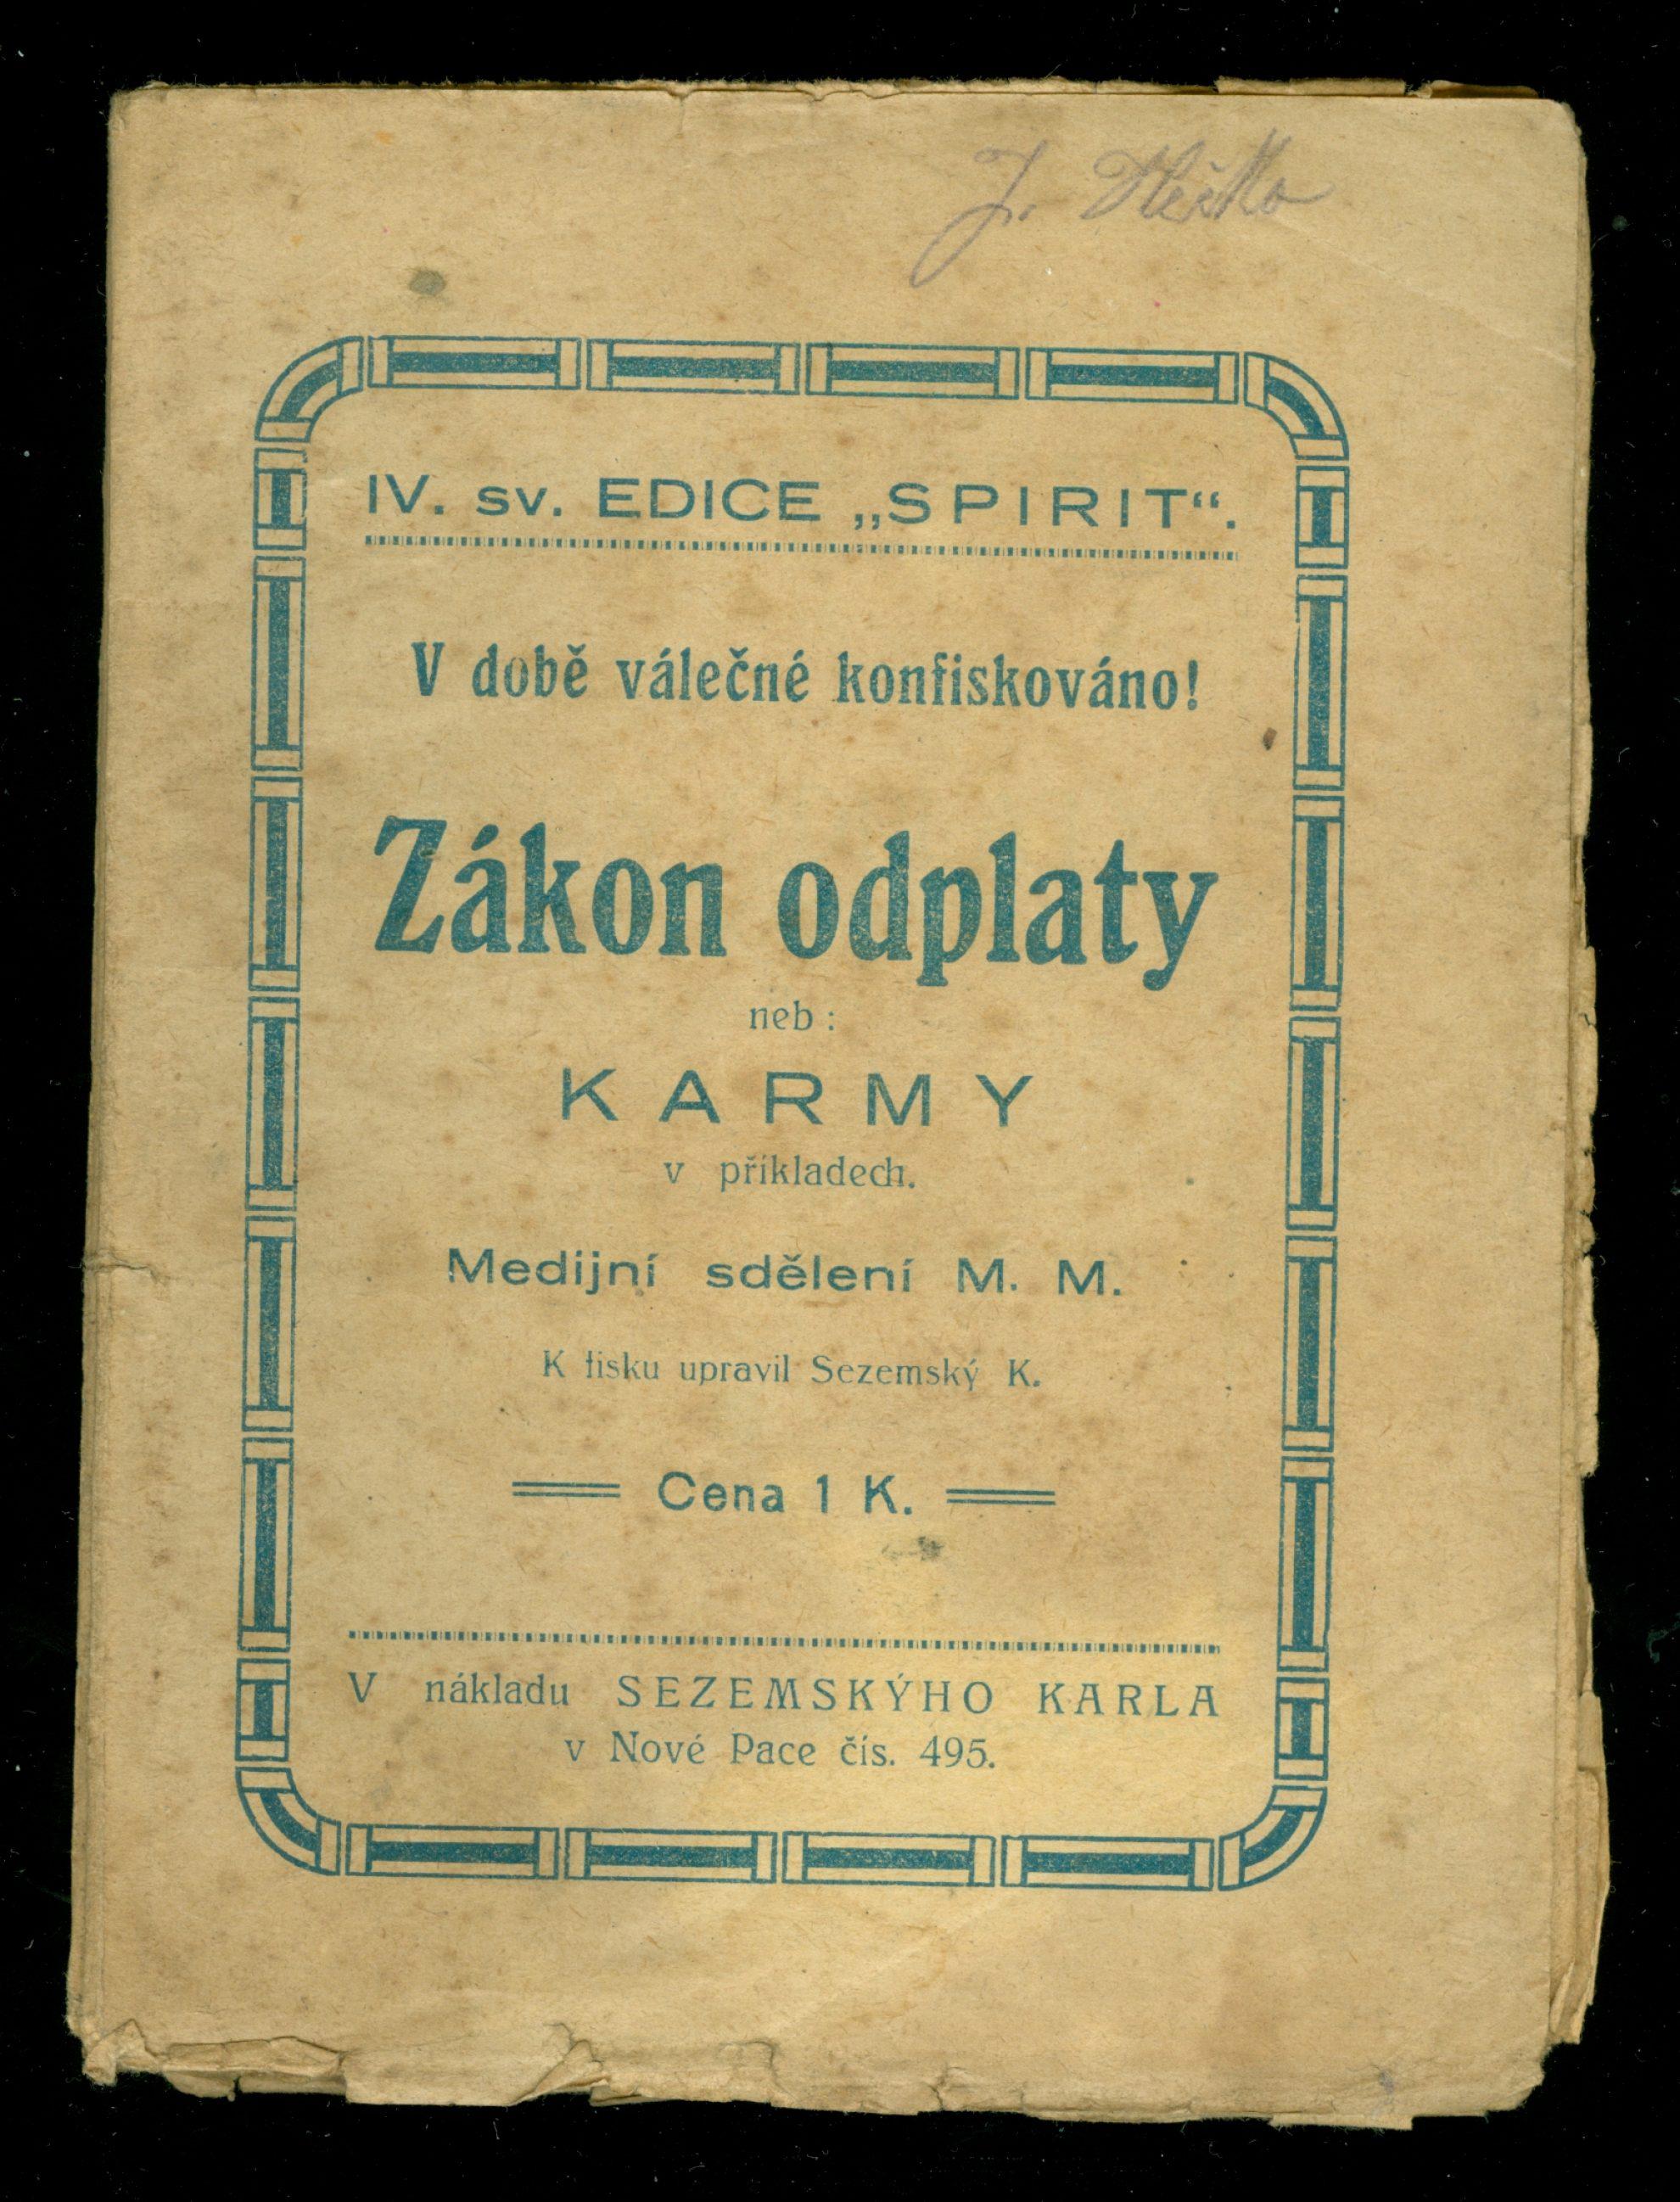 J.
IV. sv. EDICE „SPIRIT“.
V době válečné konfiskováno!
Zákon odplaty
neb:
KARMY
v příkladech.
Medijní sdělení M. M.
K tisku upravil Sezemský K.
Cena 1 K.
V nákladu SEZEMSKÝHO KARLA
v Nové Pace čís. 495.